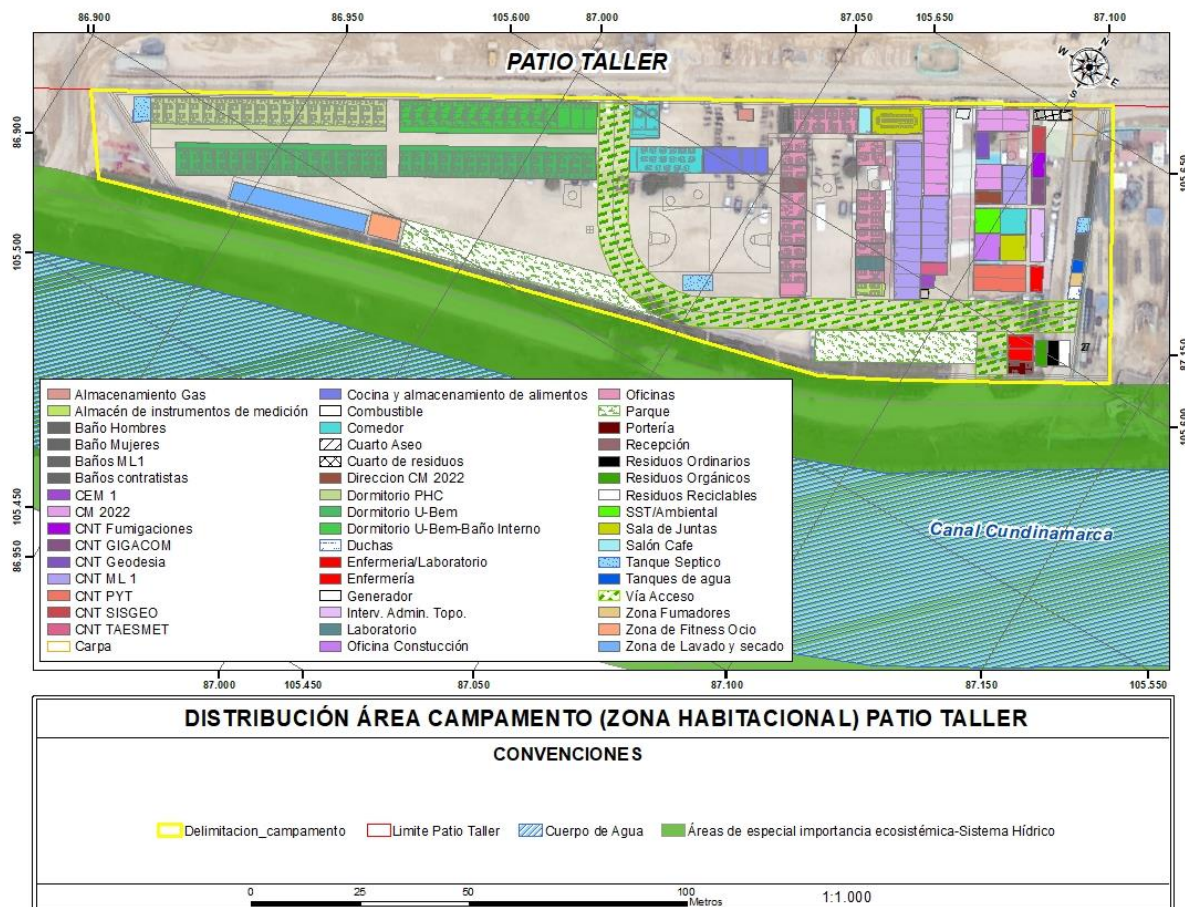 86.900 86.950 105.600 87.000 87.050 105.650 87.100
PATIO TALLER
N
W
E
S
86.900
105.650
105.500
27
87.150
105.600
105.450
86.950
Canal Cundinamarca
Almacenamiento Gas
Almacén de instrumentos de medición
Baño Hombres
Baño Mujeres
Baños ML1
Baños contratistas
CEM 1
CM 2022
CNT Fumigaciones
CNT GIGACOM
CNT Geodesia
CNT ML 1
CNT PYT
CNT SISGEO
CNT TAESMET
Carpa
Cocina y almacenamiento de alimentos
Combustible
Comedor
Cuarto Aseo
Cuarto de residuos
Direccion CM 2022
Dormitorio PHC
Dormitorio U-Bem
Dormitorio U-Bem-Baño Interno
Duchas
Enfermeria/Laboratorio
Enfermería
Generador
Interv. Admin. Topo.
Laboratorio
Oficina Constucción
Oficinas
Parque
Portería
Recepción
Residuos Ordinarios
Residuos Orgánicos
Residuos Reciclables
SST/Ambiental
Sala de Juntas
Salón Cafe
Tanque Septico
Tanques de agua
Vía Acceso
Zona Fumadores
Zona de Fitness Ocio
Zona de Lavado y secado
87.000 105.450 87.050 87.100 87.150 105.550
DISTRIBUCIÓN ÁREA CAMPAMENTO (ZONA HABITACIONAL) PATIO TALLER
CONVENCIONES
Delimitacion_campamento Limite Patio Taller Cuerpo de Agua Áreas de especial importancia ecosistémica-Sistema Hídrico
0 25 50 100
Metros
1:1.000